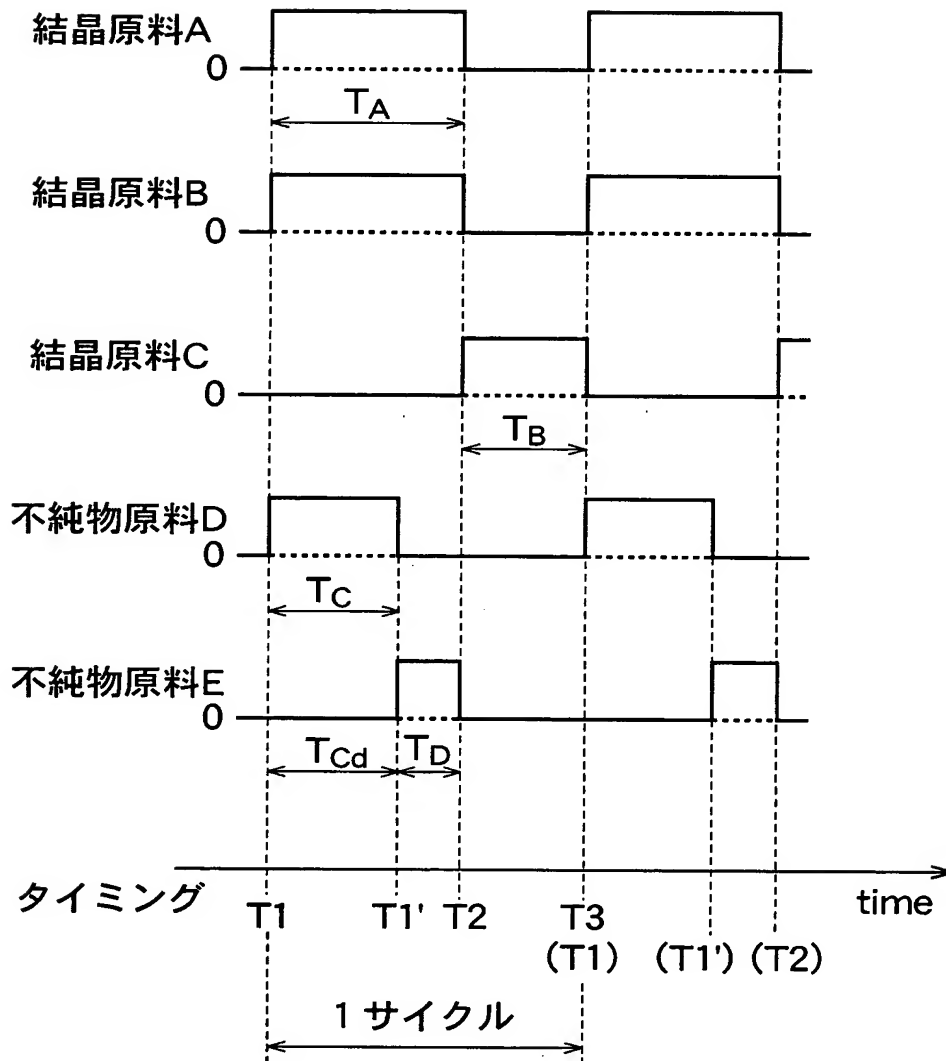 結晶原料A
0
TA
結晶原料B
0
結晶原料C
0
TB
不純物原料D
0
TC
不純物原料E
0
TCd TD
タイミング T1 T1' T2 T3 time
(T1) (T1') (T2)
1サイクル